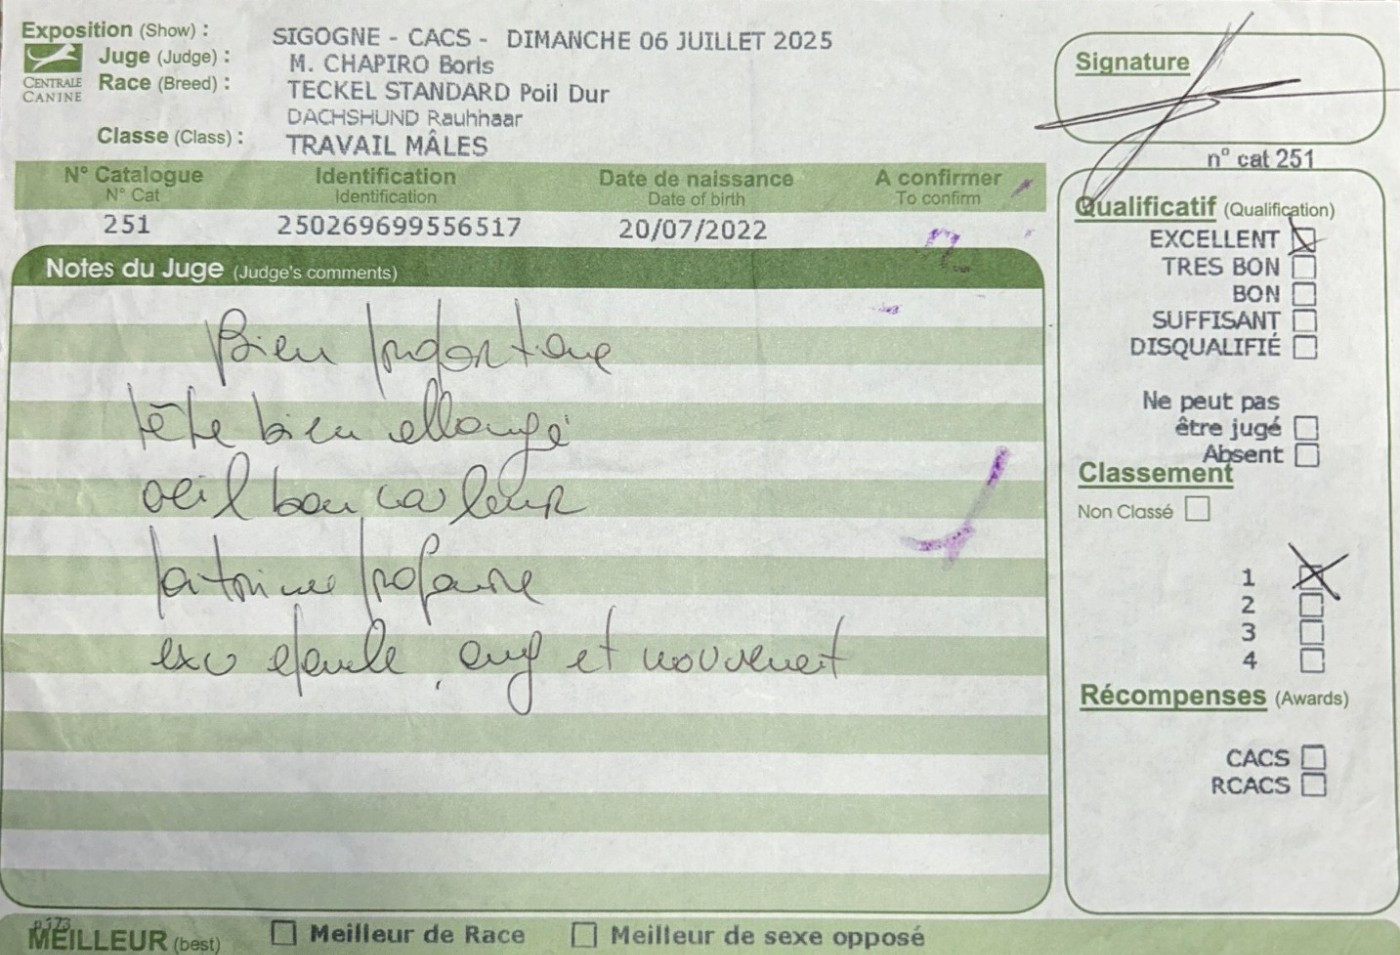 Exposition (Show) : SIGOGNE - CACS - DIMANCHE 06 JUILLET 2025
Juge (Judge) : M. CHAPIRO Boris
CENTRALE CANINE
Race (Breed) : TECKEL STANDARD Poil Dur
DACHSHUND Rauhhaar
Classe (Class) : TRAVAIL MÂLES
N° Catalogue Identification Date de naissance A confirmer
N° Cat Identification Date of birth To confirm
251 250269699556517 20/07/2022
Notes du Juge (Judge's comments)
Bien
tête bien allongé
oeil bon couleur
poitrine
exc et mouvement
Signature
n° cat 251
Qualificatif (Qualification)
EXCELLENT
TRES BON
BON
SUFFISANT
DISQUALIFIÉ
Ne peut pas
être jugé
Absent
Classement
Non Classé
1
2
3
4
Récompenses (Awards)
CACS
RCACS
p173
MEILLEUR (best) Meilleur de Race Meilleur de sexe opposé